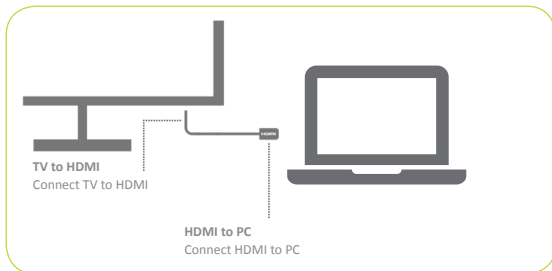 HDMI
TV to HDMI
Connect TV to HDMI
HDMI to PC
Connect HDMI to PC